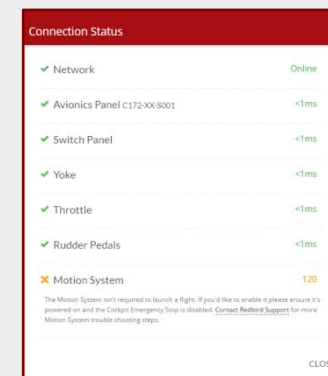 Connection Status
Network Online
Avionics Panel C172-XX-S001 <1ms
Switch Panel <1ms
Yoke <1ms
Throttle <1ms
Rudder Pedals <1ms
Motion System 120
The Motion System isn't required to launch a flight. If you'd like to enable it please ensure it's
powered on and the Cockpit Emergency Stop is disabled. Contact Redbird Support for more
Motion System trouble shooting steps.
CLOS